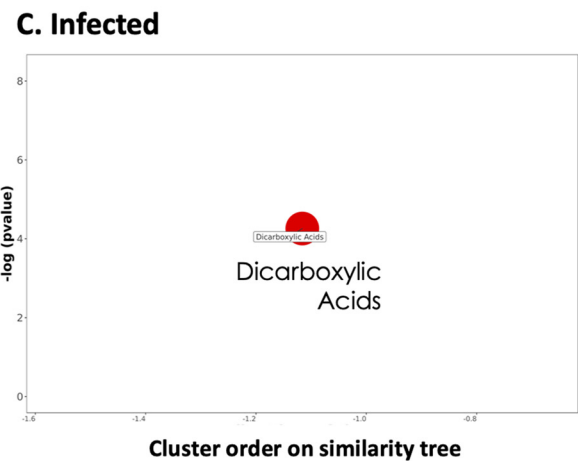 C. Infected
-log (pvalue)
8
6
4
2
0
Dicarboxylic Acids
Dicarboxylic
Acids
-1.6
-1.4
-1.2
-1.0
-0.8
Cluster order on similarity tree